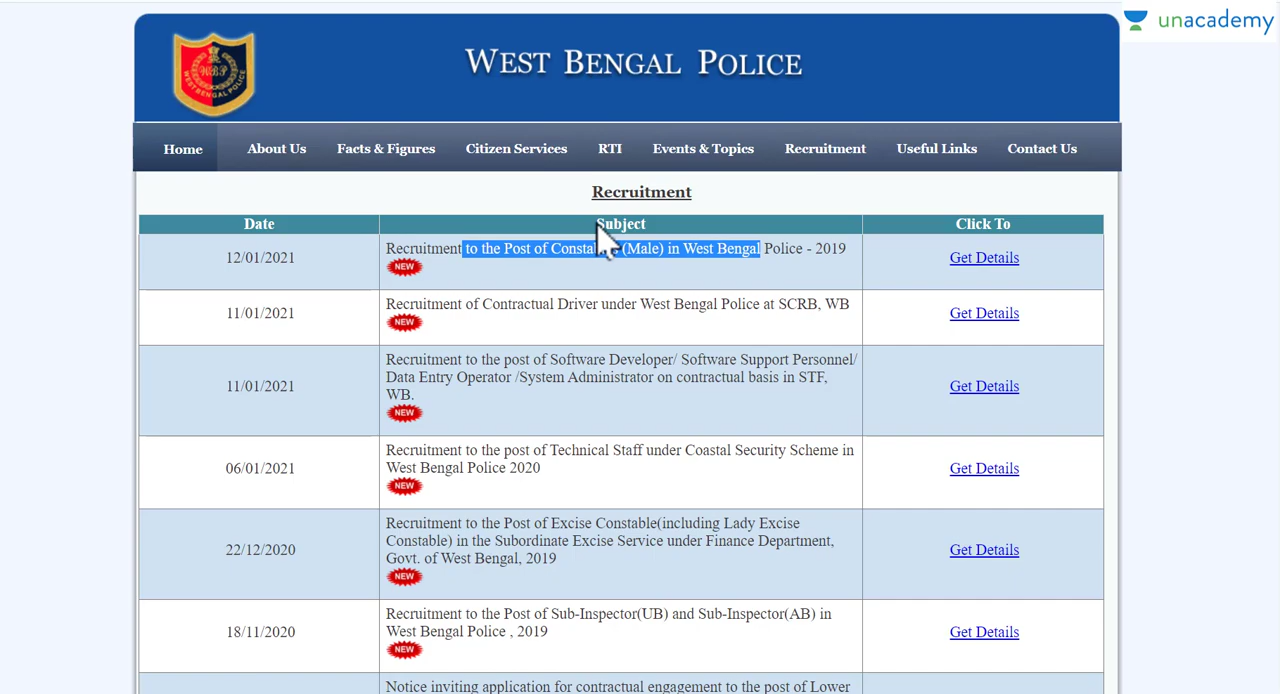 unacademy
WEST BENGAL POLICE
Home About Us Facts & Figures Citizen Services RTI Events & Topics Recruitment Useful Links Contact Us
Recruitment
Date Subject Click To
12/01/2021 Recruitment to the Post of Constable (Male) in West Bengal Police - 2019 Get Details
NEW
11/01/2021 Recruitment of Contractual Driver under West Bengal Police at SCRB, WB Get Details
NEW
Recruitment to the post of Software Developer/ Software Support Personnel/
11/01/2021 Data Entry Operator /System Administrator on contractual basis in STF, Get Details
WB.
NEW
Recruitment to the post of Technical Staff under Coastal Security Scheme in
06/01/2021 West Bengal Police 2020 Get Details
NEW
Recruitment to the Post of Excise Constable(including Lady Excise
22/12/2020 Constable) in the Subordinate Excise Service under Finance Department, Get Details
Govt. of West Bengal, 2019
NEW
Recruitment to the Post of Sub-Inspector(UB) and Sub-Inspector(AB) in
18/11/2020 West Bengal Police , 2019 Get Details
NEW
Notice inviting application for contractual engagement to the post of Lower